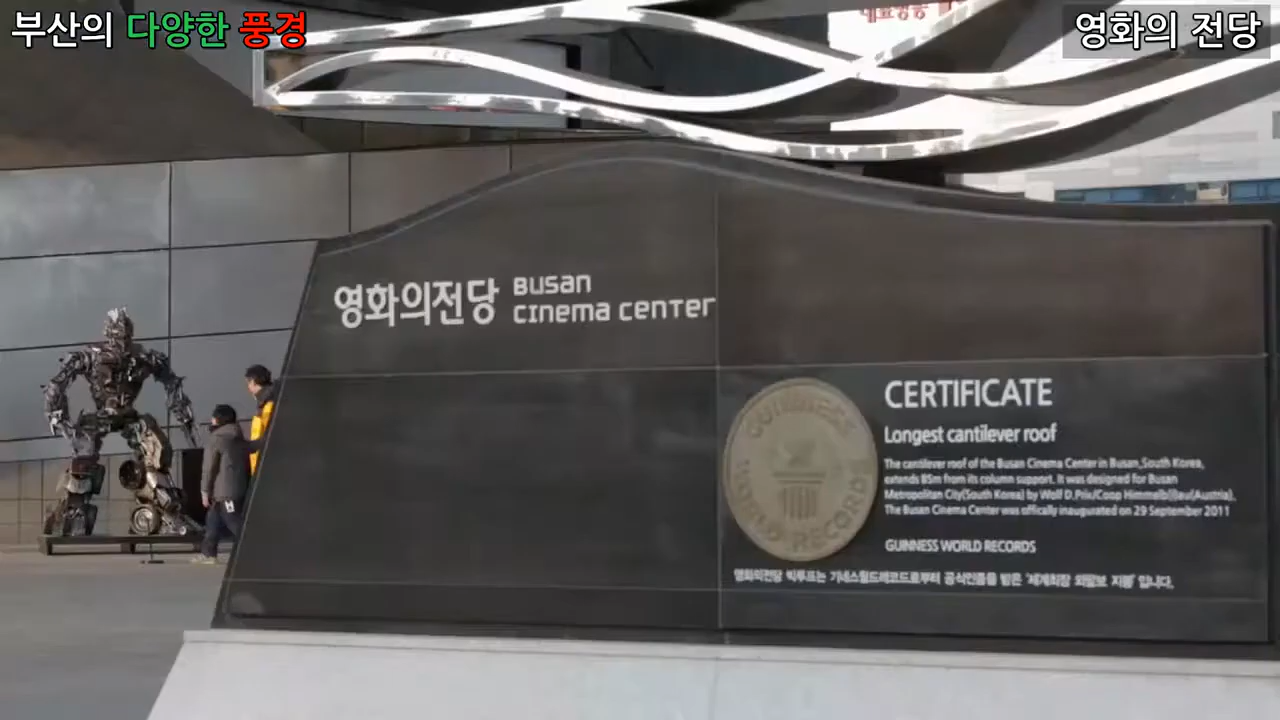 부산의 다양한 풍경
영화의 전당
영화의전당
BUSAN
CINEMA CENTER
CERTIFICATE
Longest cantilever roof
The cantilever roof of the Busan Cinema Center in Busan,South Korea,
extends 85m from its column support. It was designed for Busan
Metropolitan City(South Korea) by Wolf D.Prix/Coop Himmelb(l)au(Austria).
The Busan Cinema Center was offically inaugurated on 29 September 2011
GUINNESS WORLD RECORDS
GUINNESS
WORLD RECORDS
영화의전당 빅루프는 기네스월드레코드로부터 공식인증을 받은 '세계최장 외팔보 지붕' 입니다.